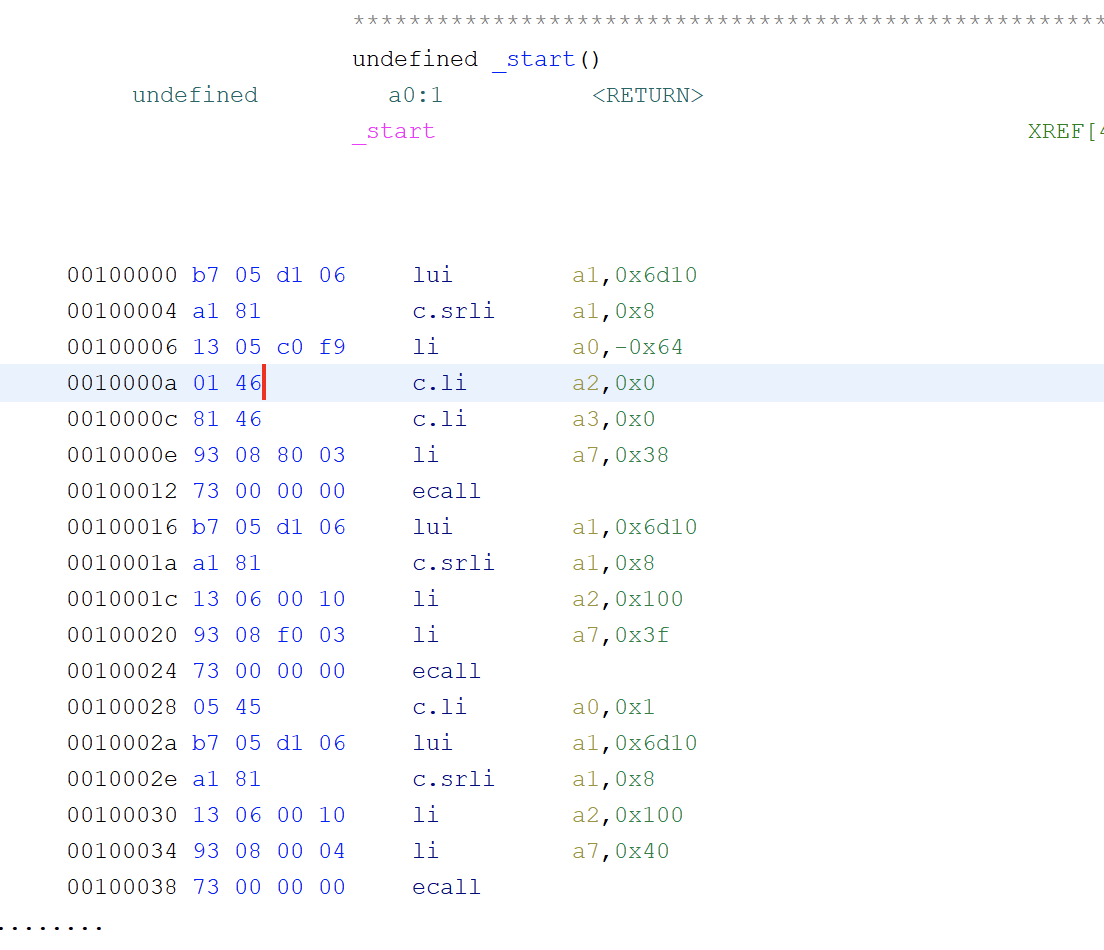 ************************************************************
undefined _start()
undefined a0:1 <RETURN>
_start XREF[4
00100000 b7 05 d1 06 lui a1,0x6d10
00100004 a1 81 c.srli a1,0x8
00100006 13 05 c0 f9 li a0,-0x64
0010000a 01 46 c.li a2,0x0
0010000c 81 46 c.li a3,0x0
0010000e 93 08 80 03 li a7,0x38
00100012 73 00 00 00 ecall
00100016 b7 05 d1 06 lui a1,0x6d10
0010001a a1 81 c.srli a1,0x8
0010001c 13 06 00 10 li a2,0x100
00100020 93 08 f0 03 li a7,0x3f
00100024 73 00 00 00 ecall
00100028 05 45 c.li a0,0x1
0010002a b7 05 d1 06 lui a1,0x6d10
0010002e a1 81 c.srli a1,0x8
00100030 13 06 00 10 li a2,0x100
00100034 93 08 00 04 li a7,0x40
00100038 73 00 00 00 ecall
........